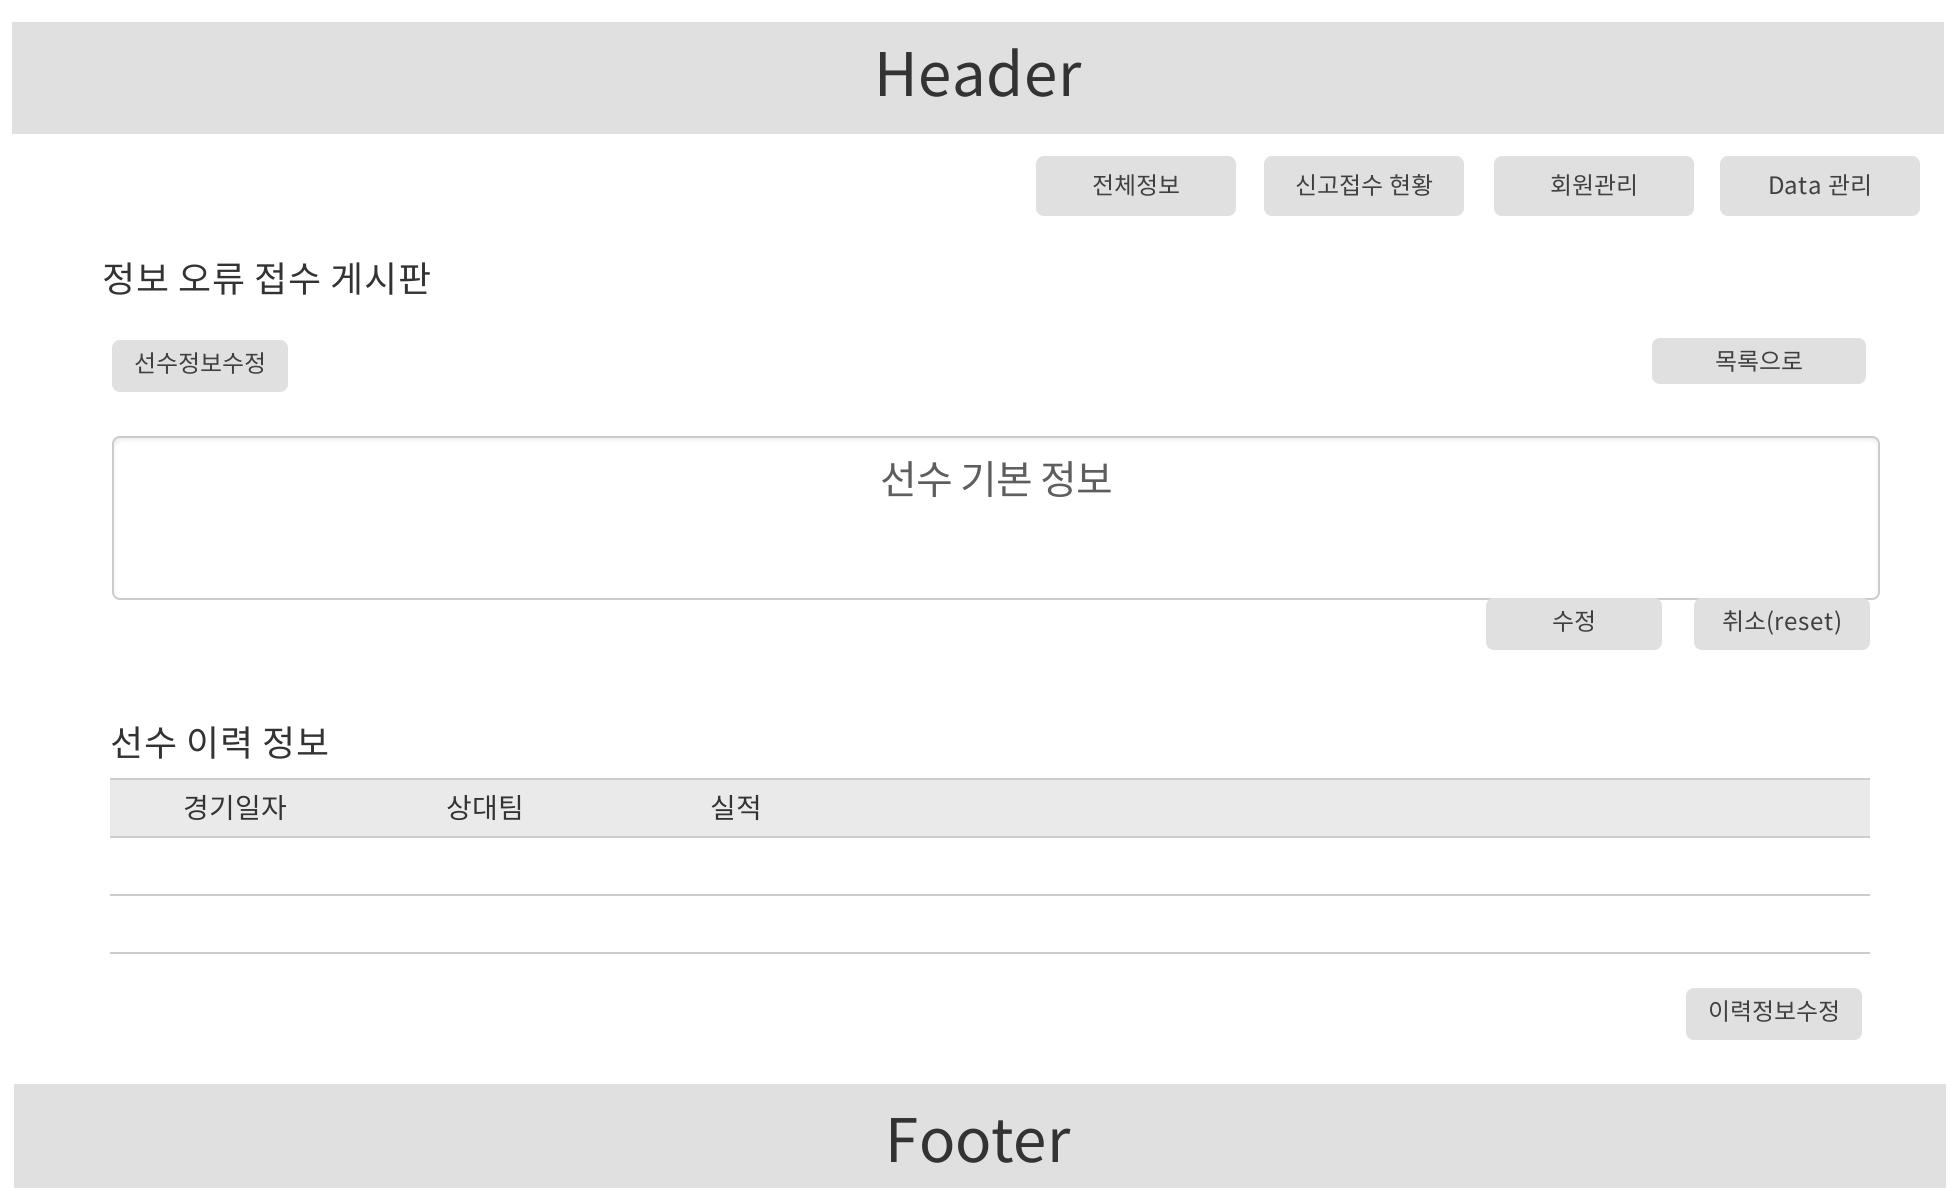 Header
전체정보 신고접수 현황 회원관리 Data 관리
정보 오류 접수 게시판
선수정보수정 목록으로
선수 기본 정보
수정 취소(reset)
선수 이력 정보
경기일자 상대팀 실적
이력정보수정
Footer